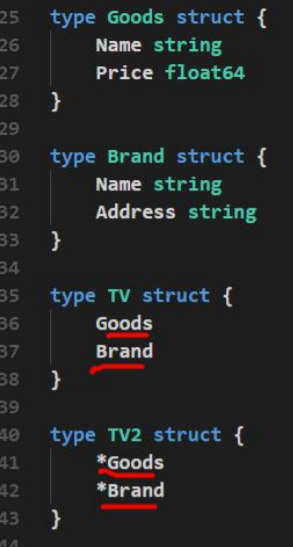 25 type Goods struct {
26 Name string
27 Price float64
28 }
29
30 type Brand struct {
31 Name string
32 Address string
33 }
34
35 type TV struct {
36 Goods
37 Brand
38 }
39
40 type TV2 struct {
41 *Goods
42 *Brand
43 }
44